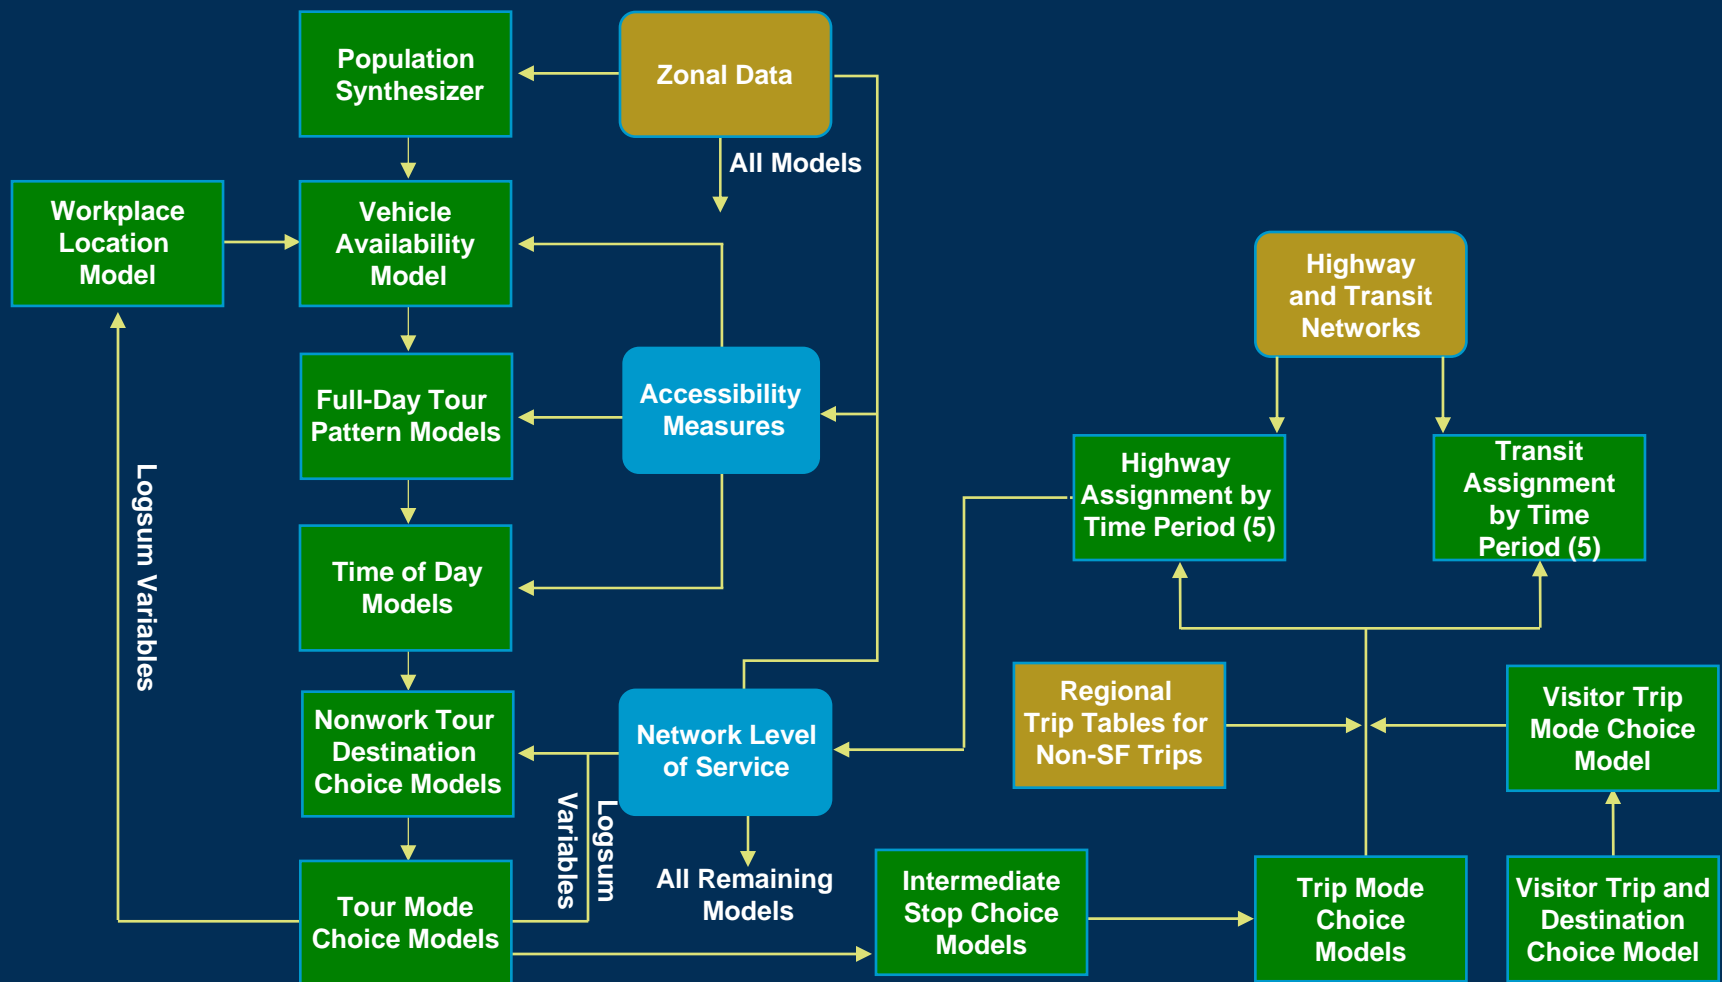 Population
Synthesizer
Zonal Data
All Models
Workplace
Location
Model
Vehicle
Availability
Model
Highway
and Transit
Networks
Full-Day Tour
Pattern Models
Accessibility
Measures
Highway
Assignment by
Time Period (5)
Transit
Assignment
by Time
Period (5)
Logsum Variables
Time of Day
Models
Nonwork Tour
Destination
Choice Models
Network Level
of Service
Regional
Trip Tables for
Non-SF Trips
Visitor Trip
Mode Choice
Model
Logsum
Variables
All Remaining
Models
Tour Mode
Choice Models
Intermediate
Stop Choice
Models
Trip Mode
Choice
Models
Visitor Trip and
Destination
Choice Model